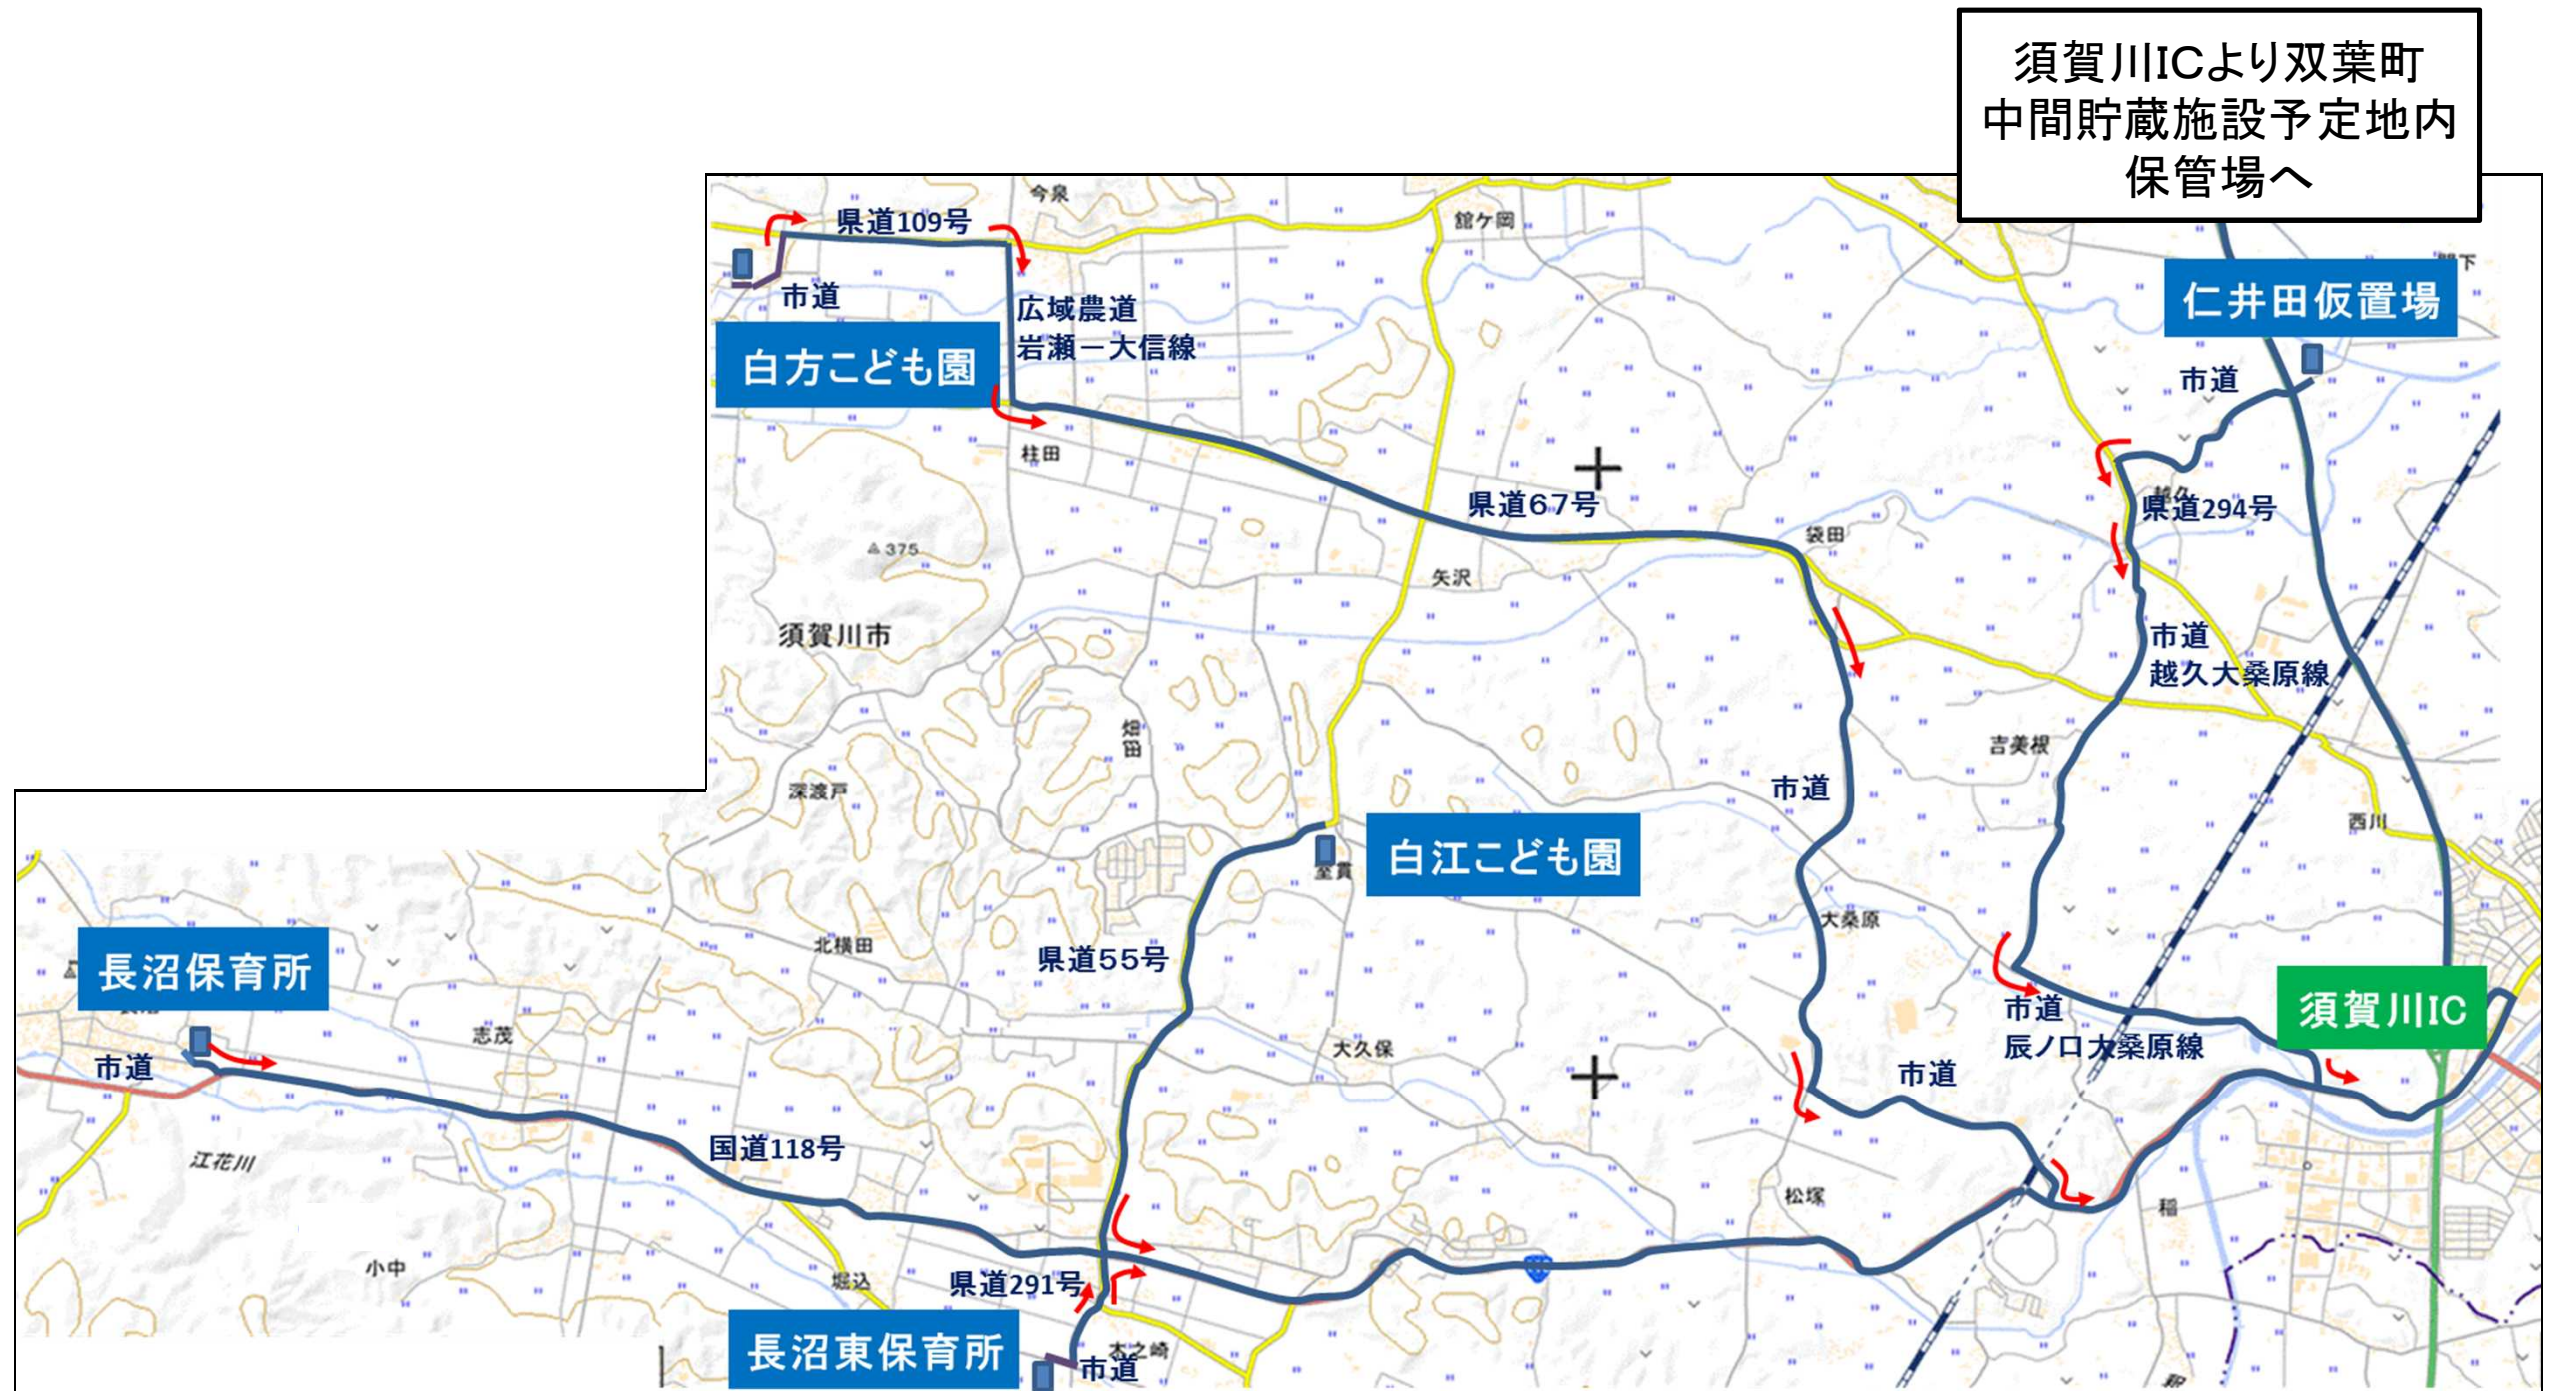 須賀川ICより双葉町
中間貯蔵施設予定地内
保管場へ
今泉
県道109号
舘ケ岡
市道
広域農道
岩瀬－大信線
仁井田仮置場
白方こども園
市道
柱田
県道67号
越久
県道294号
袋田
375
矢沢
須賀川市
市道
越久大桑原線
畑田
吉美根
深渡戸
市道
西川
白江こども園
大桑原
北横田
県道55号
長沼保育所
須賀川IC
市道
辰ノ口大桑原線
志茂
大久保
市道
市道
国道118号
江花川
松塚
稲
小中
堀込
県道291号
長沼東保育所
木之崎
市道